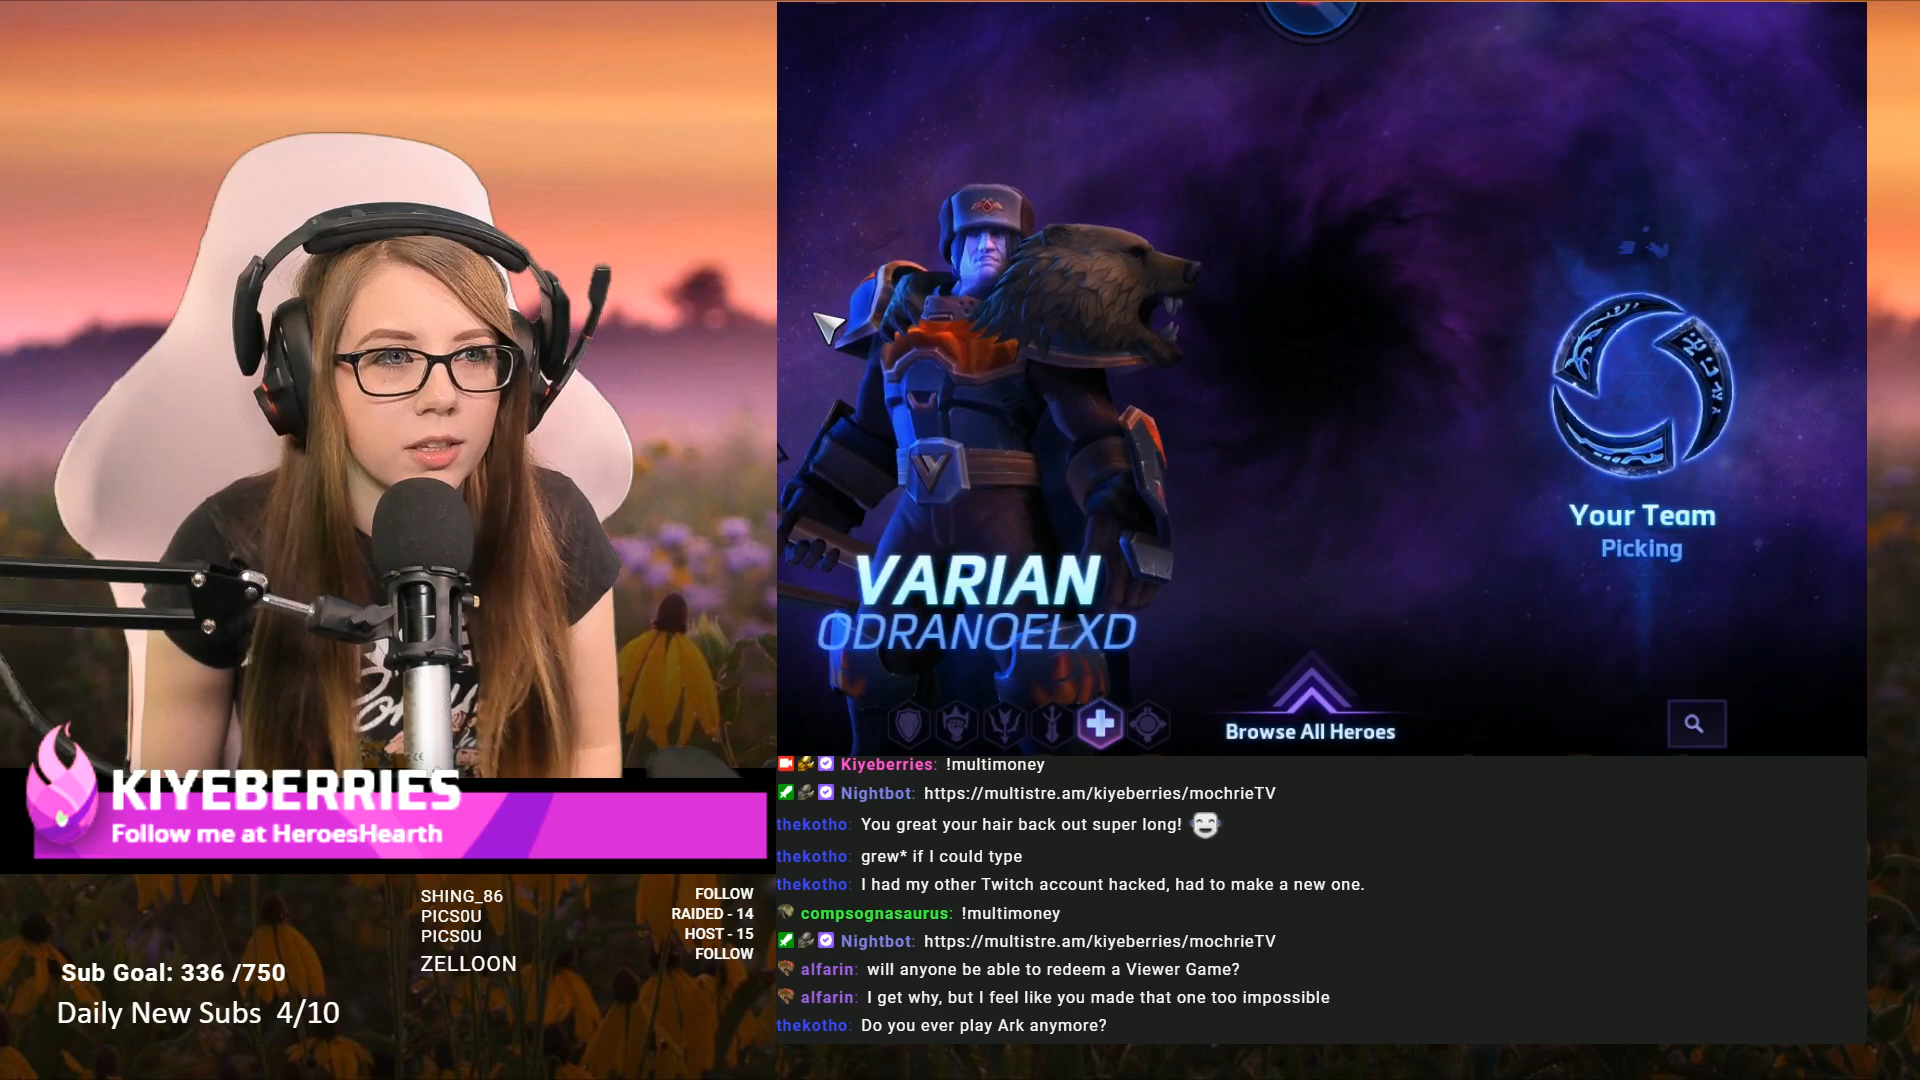 VARIAN
ODRANOELXD
Your Team
Picking
Browse All Heroes
KIYEBERRIES
Follow me at HeroesHearth
SHING_86 FOLLOW
PICS0U RAIDED - 14
PICS0U HOST - 15
ZELLOON FOLLOW
Sub Goal: 336 /750
Daily New Subs 4/10
Kiyeberries: !multimoney
Nightbot: https://multistre.am/kiyeberries/mochrieTV
thekotho: You great your hair back out super long!
thekotho: grew* if I could type
thekotho: I had my other Twitch account hacked, had to make a new one.
compsognasaurus: !multimoney
Nightbot: https://multistre.am/kiyeberries/mochrieTV
alfarin: will anyone be able to redeem a Viewer Game?
alfarin: I get why, but I feel like you made that one too impossible
thekotho: Do you ever play Ark anymore?